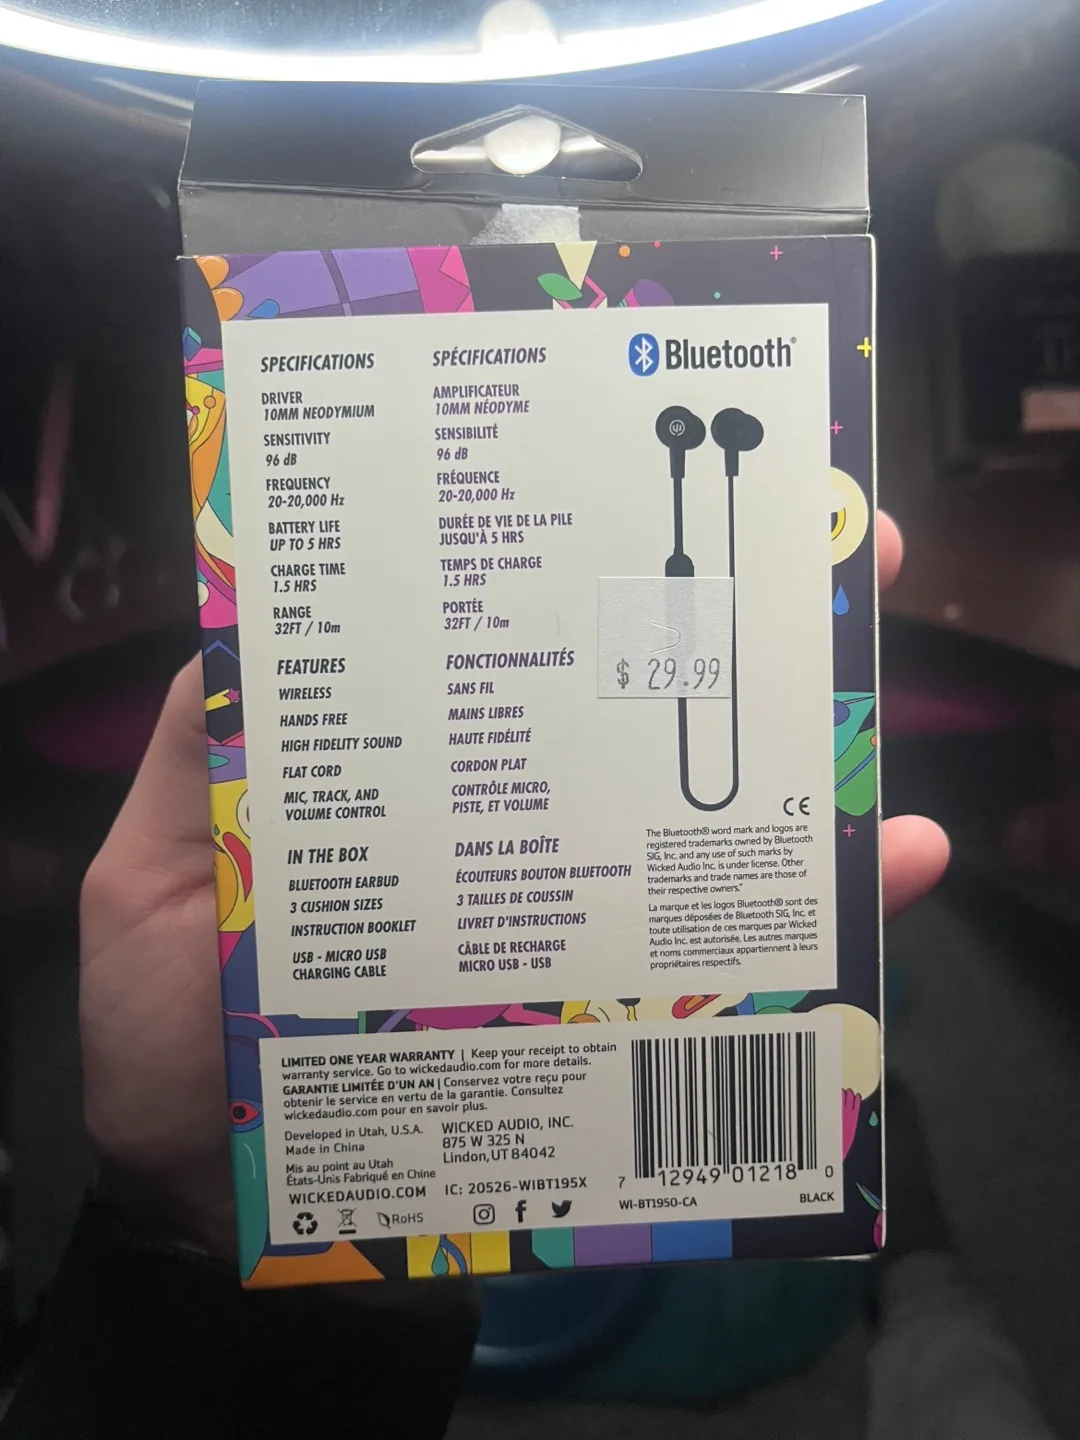 SPECIFICATIONS
DRIVER
10MM NEODYMIUM
SENSITIVITY
96 dB
FREQUENCY
20-20,000 Hz
BATTERY LIFE
UP TO 5 HRS
CHARGE TIME
1.5 HRS
RANGE
32FT / 10m
FEATURES
WIRELESS
HANDS FREE
HIGH FIDELITY SOUND
FLAT CORD
MIC, TRACK, AND
VOLUME CONTROL
IN THE BOX
BLUETOOTH EARBUD
3 CUSHION SIZES
INSTRUCTION BOOKLET
USB - MICRO USB
CHARGING CABLE
SPÉCIFICATIONS
AMPLIFICATEUR
10MM NÉODYME
SENSIBILITÉ
96 dB
FRÉQUENCE
20-20,000 Hz
DURÉE DE VIE DE LA PILE
JUSQU'À 5 HRS
TEMPS DE CHARGE
1.5 HRS
PORTÉE
32FT / 10m
FONCTIONNALITÉS
SANS FIL
MAINS LIBRES
HAUTE FIDÉLITÉ
CORDON PLAT
CONTRÔLE MICRO,
PISTE, ET VOLUME
DANS LA BOÎTE
ÉCOUTEURS BOUTON BLUETOOTH
3 TAILLES DE COUSSIN
LIVRET D'INSTRUCTIONS
CÂBLE DE RECHARGE
MICRO USB - USB
Bluetooth®
$ 29.99
CE
The Bluetooth® word mark and logos are
registered trademarks owned by Bluetooth
SIG, Inc. and any use of such marks by
Wicked Audio Inc. is under license. Other
trademarks and trade names are those of
their respective owners."
La marque et les logos Bluetooth® sont des
marques déposées de Bluetooth SIG, Inc. et
toute utilisation de ces marques par Wicked
Audio Inc. est autorisée. Les autres marques
et noms commerciaux appartiennent à leurs
propriétaires respectifs.
LIMITED ONE YEAR WARRANTY | Keep your receipt to obtain
warranty service. Go to wickedaudio.com for more details.
GARANTIE LIMITÉE D'UN AN | Conservez votre reçu pour
obtenir le service en vertu de la garantie. Consultez
wickedaudio.com pour en savoir plus.
Developed in Utah, U.S.A.
Made in China
Mis au point au Utah
États-Unis Fabriqué en Chine
WICKEDAUDIO.COM
RoHS
WICKED AUDIO, INC.
875 W 325 N
Lindon, UT 84042
IC: 20526-WIBT195X
7 12949 01218 0
WI-BT1950-CA
BLACK